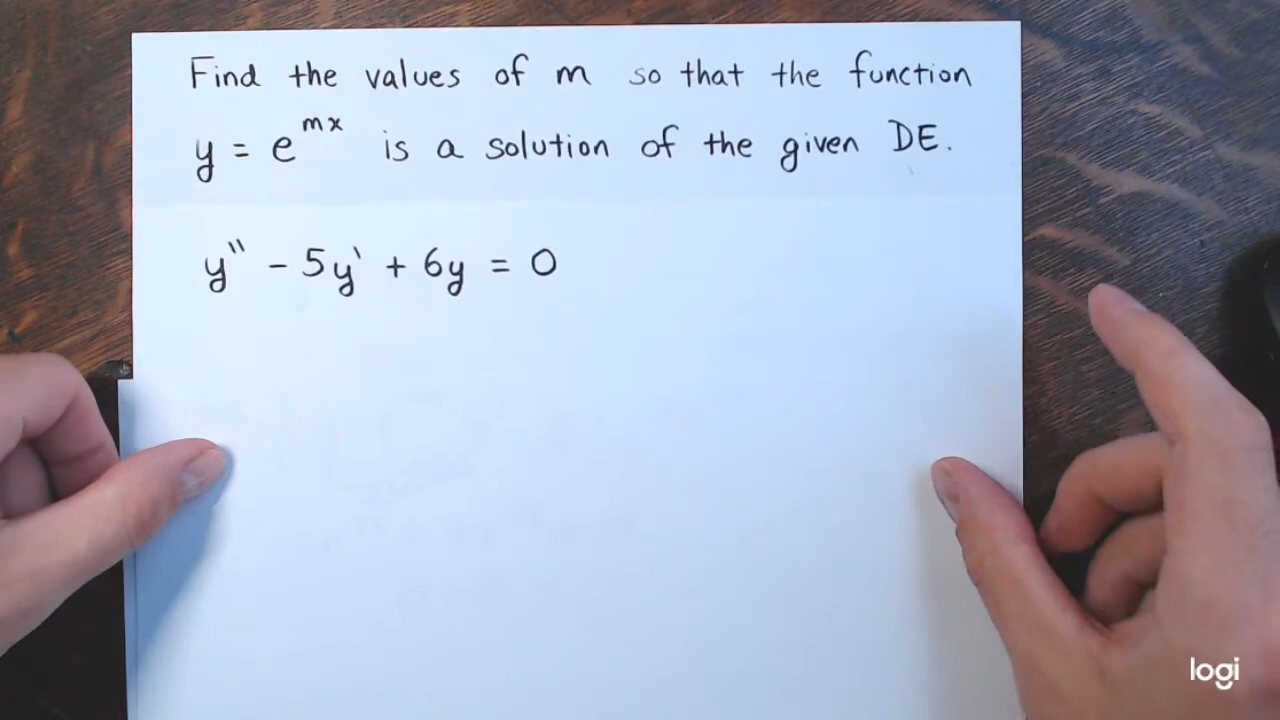 Find the values of m so that the function
y = e^{mx} is a solution of the given DE.
y'' - 5y' + 6y = 0
logi